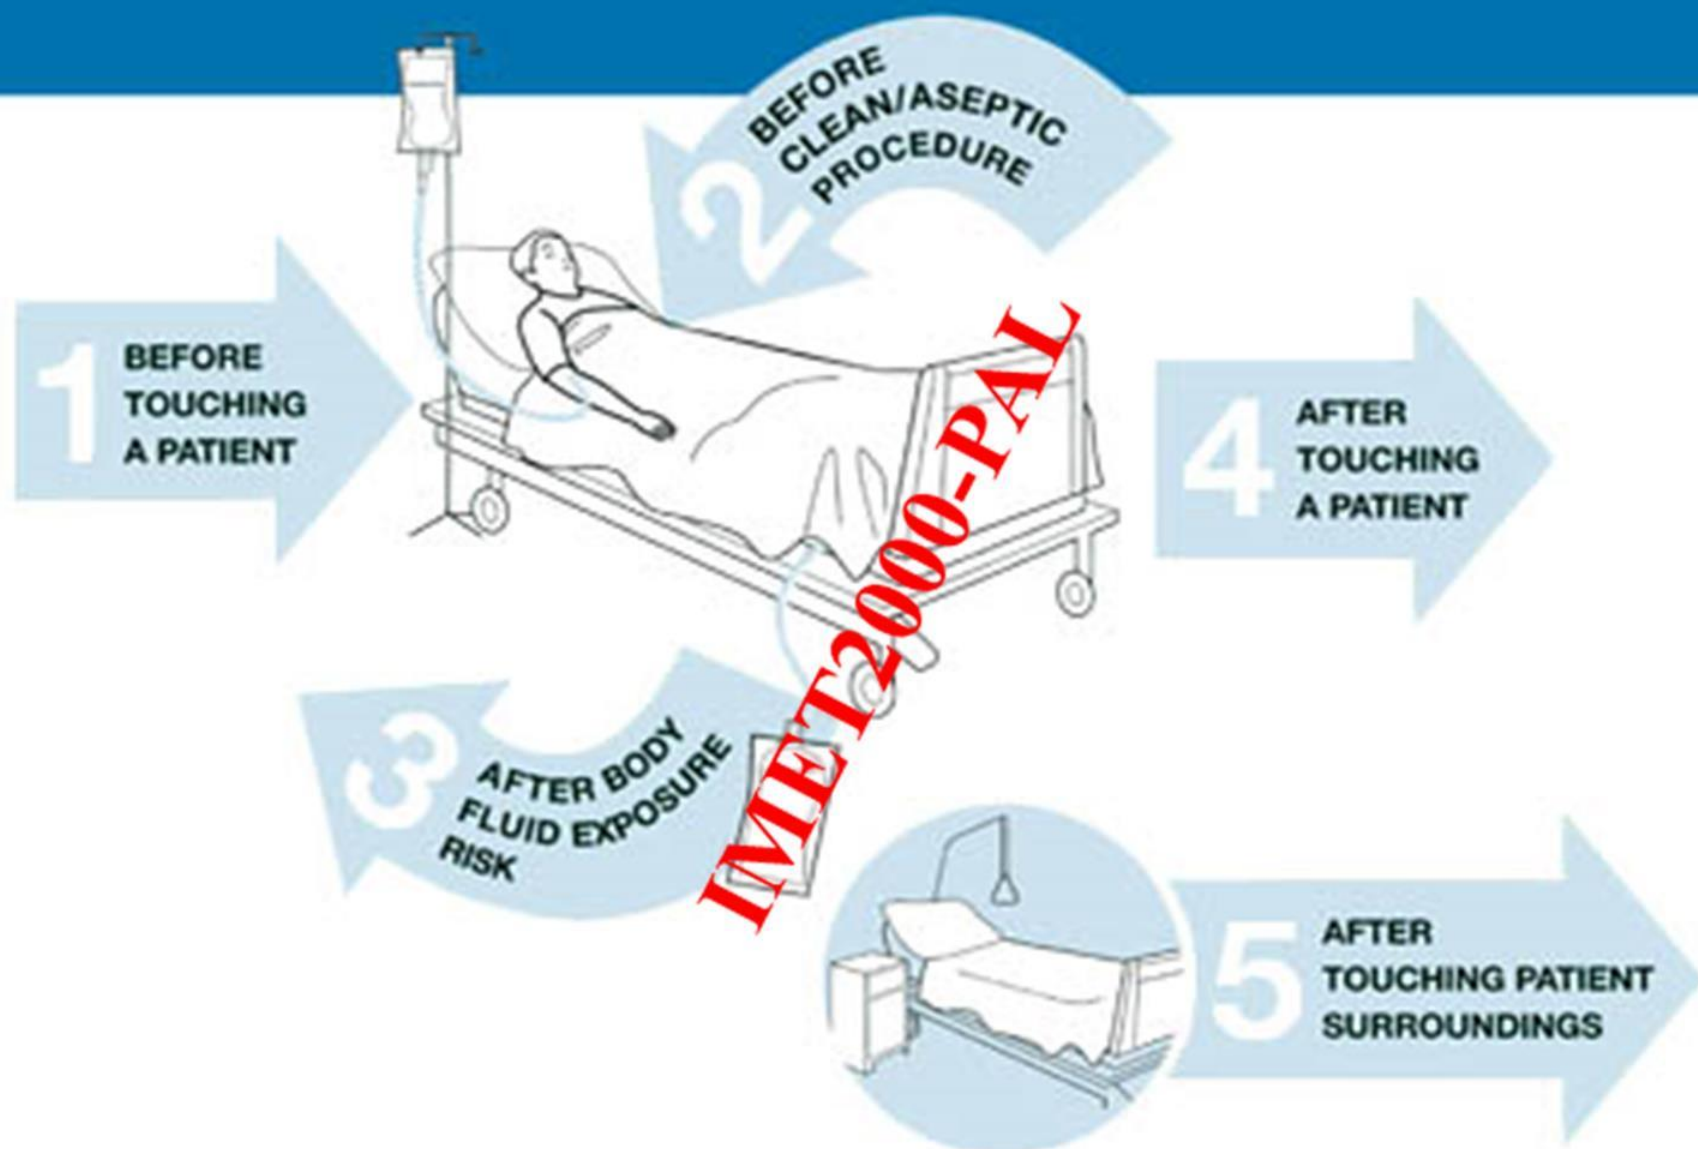 1
BEFORE
TOUCHING
A PATIENT
2
BEFORE
CLEAN/ASEPTIC
PROCEDURE
3
AFTER BODY
FLUID EXPOSURE
RISK
4
AFTER
TOUCHING
A PATIENT
5
AFTER
TOUCHING PATIENT
SURROUNDINGS
IMET2000-PAL